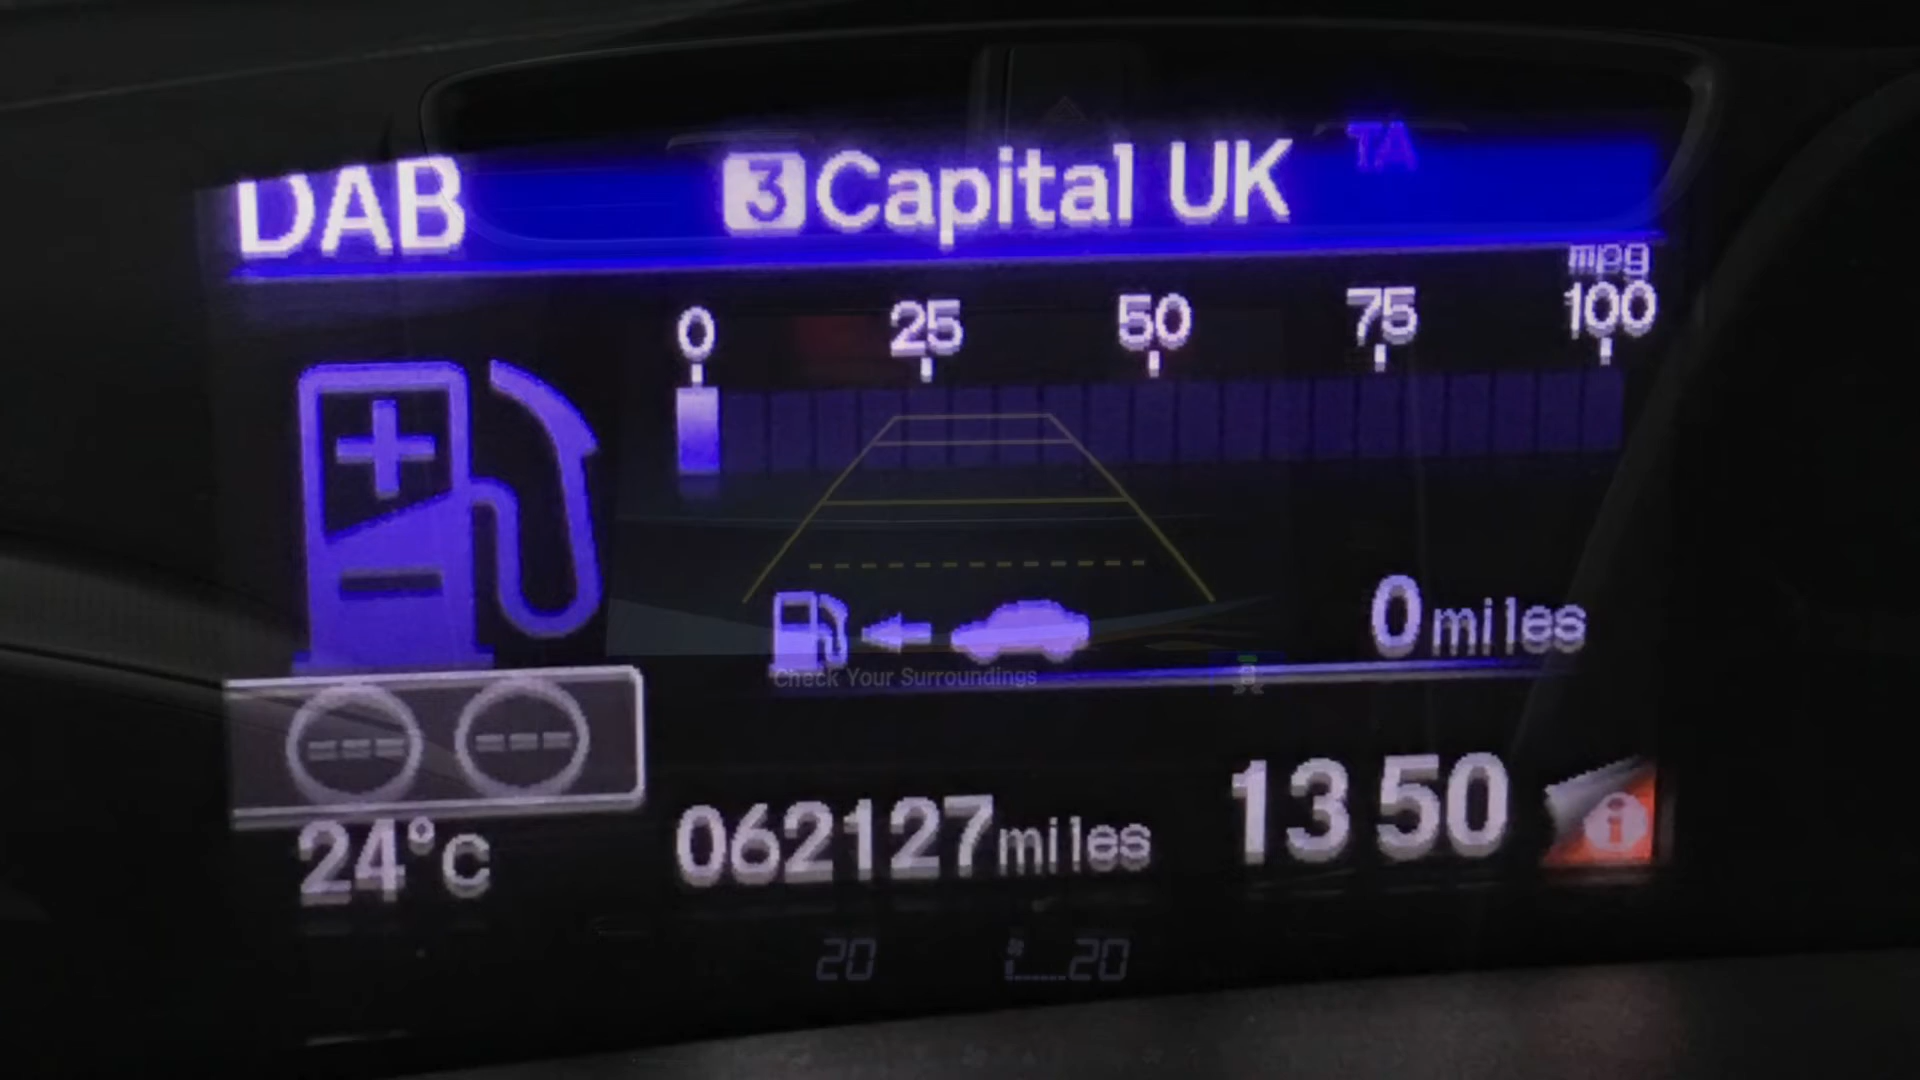 DAB 3 Capital UK TA
mpg
0 25 50 75 100
0 miles
Check Your Surroundings
--- ---
24°C 062127 miles 13 50 i
20 20